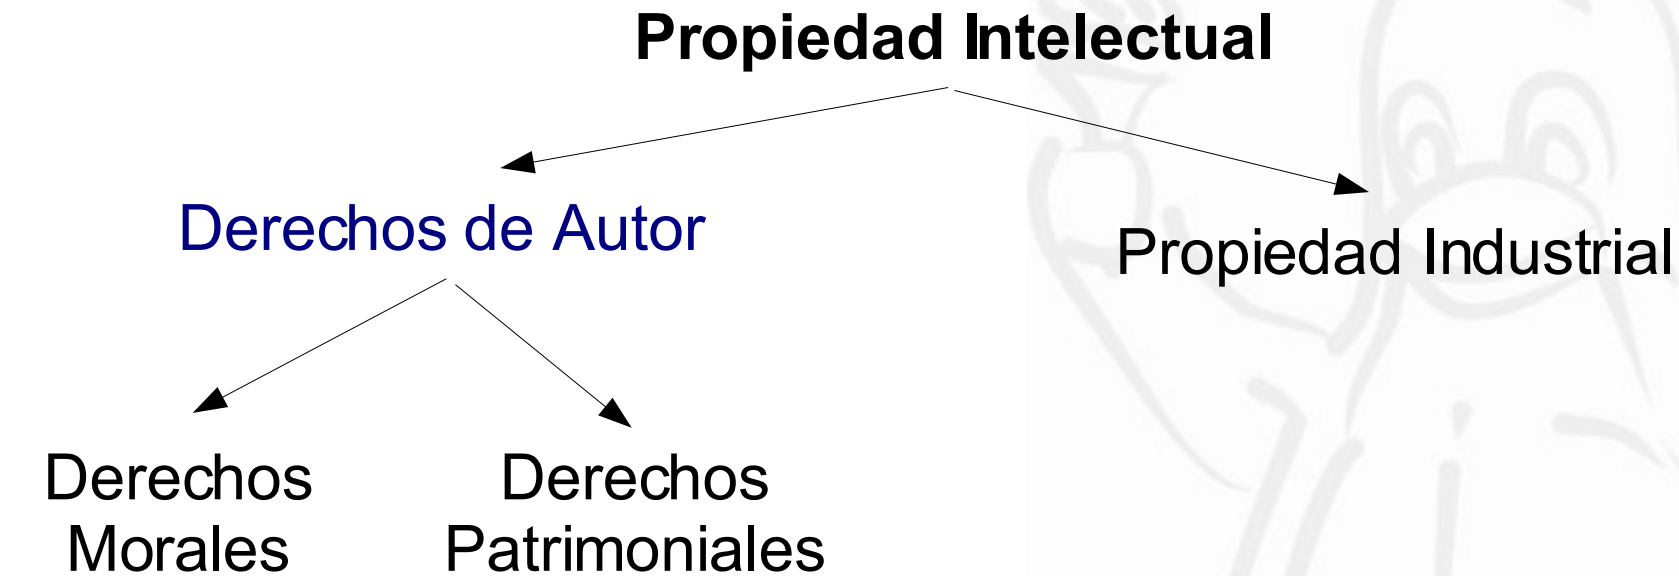 Propiedad Intelectual
Derechos de Autor
Propiedad Industrial
Derechos
Morales
Derechos
Patrimoniales